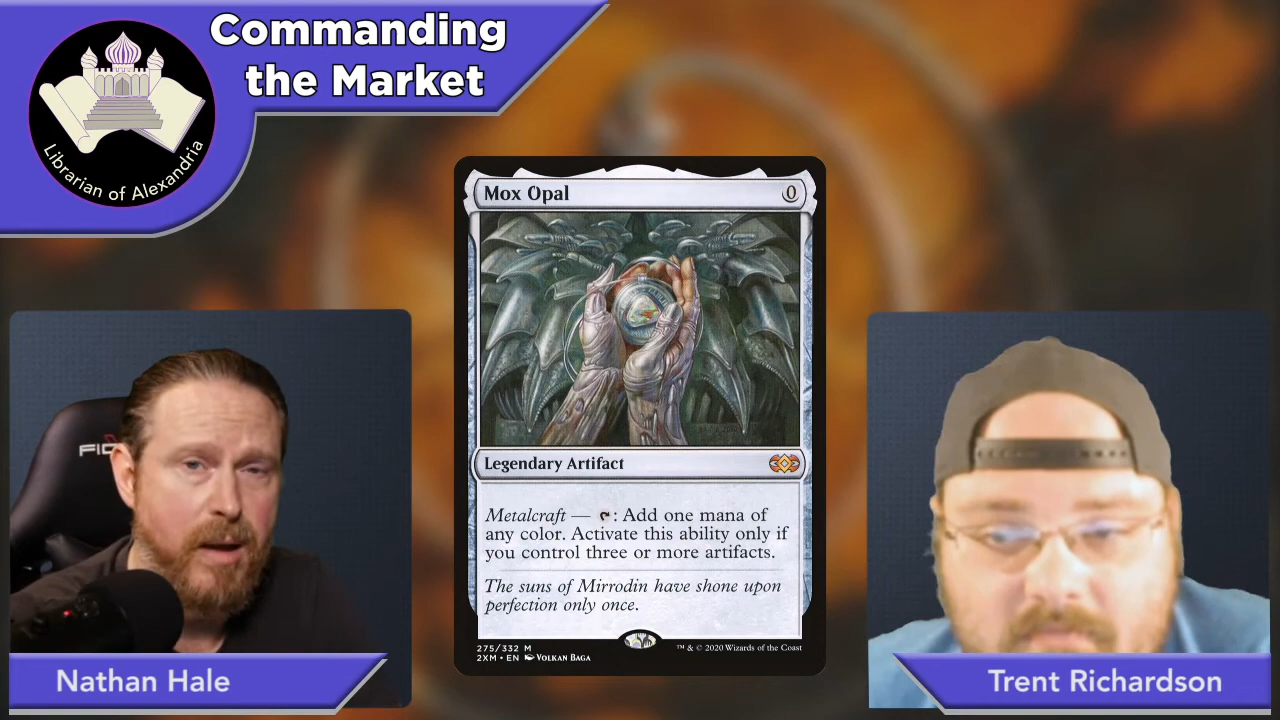 Commanding
the Market
Librarian of Alexandria
Mox Opal
0
Legendary Artifact
Metalcraft — : Add one mana of
any color. Activate this ability only if
you control three or more artifacts.
The suns of Mirrodin have shone upon
perfection only once.
275/332 M
2XM • EN VOLKAN BAGA
™ & © 2020 Wizards of the Coast
Nathan Hale
Trent Richardson